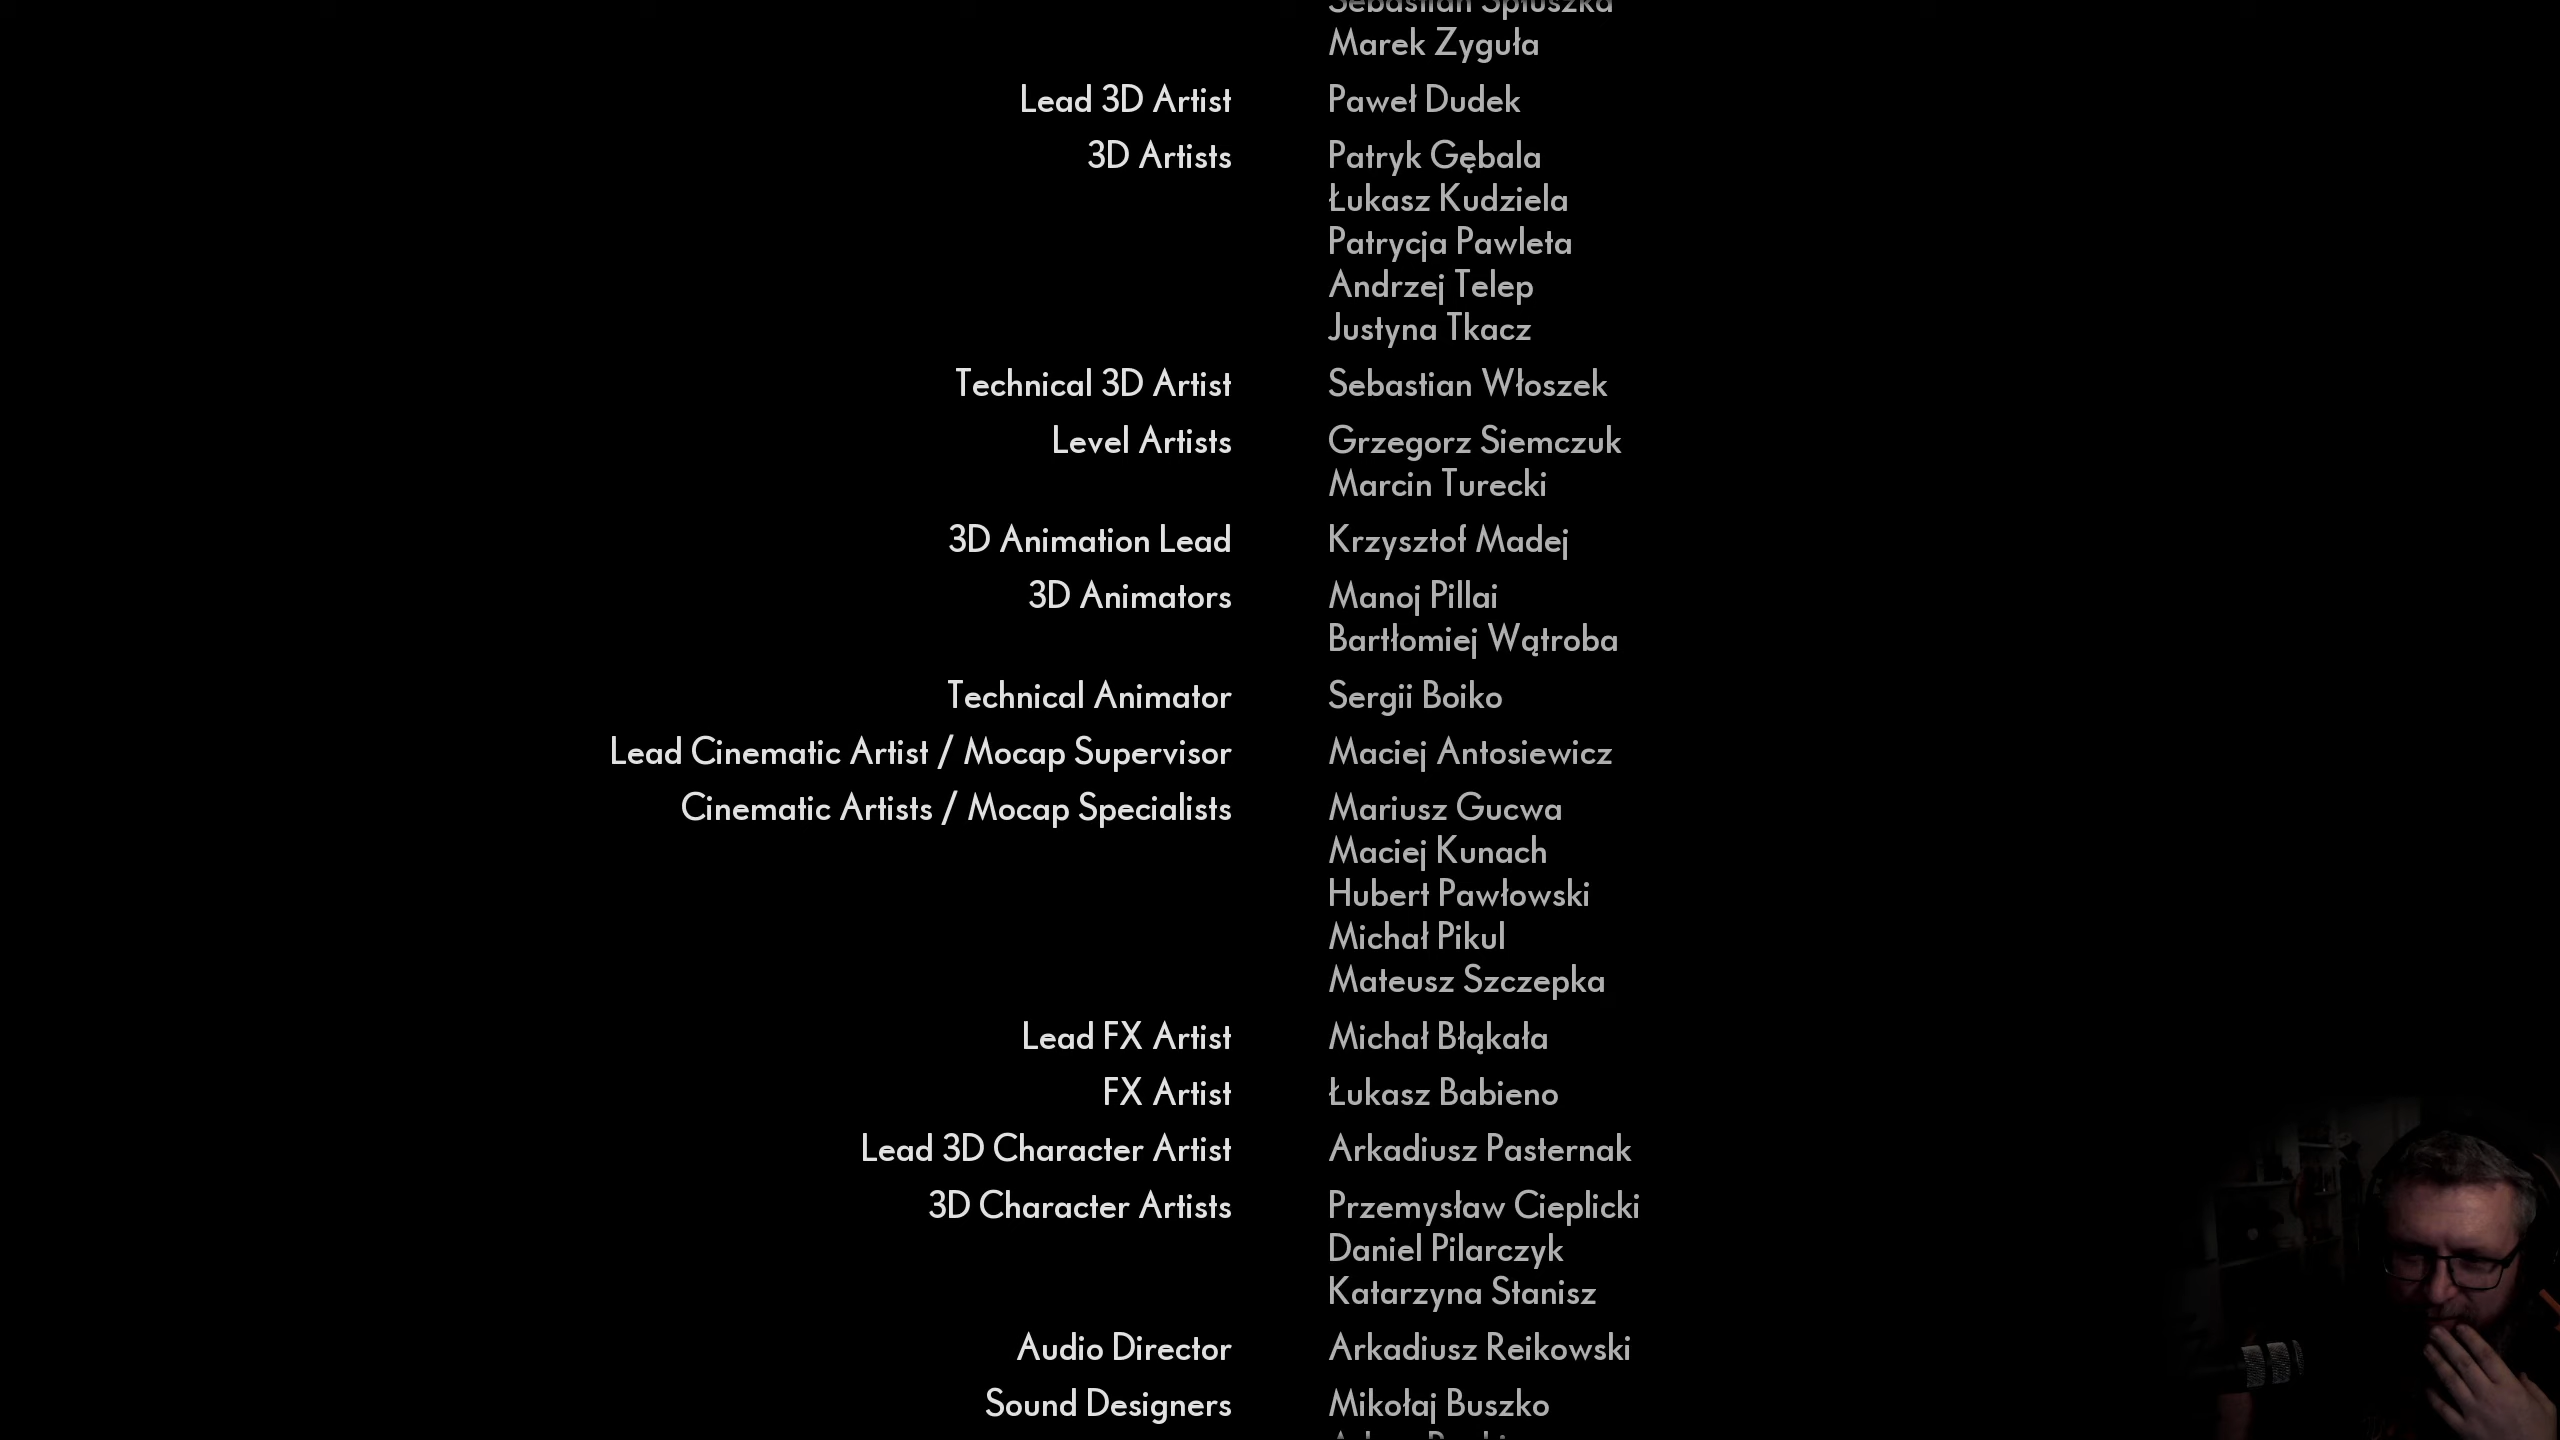 Sebastian Spłuszka
Marek Zyguła
Lead 3D Artist Paweł Dudek
3D Artists Patryk Gębala
Łukasz Kudziela
Patrycja Pawleta
Andrzej Telep
Justyna Tkacz
Technical 3D Artist Sebastian Włoszek
Level Artists Grzegorz Siemczuk
Marcin Turecki
3D Animation Lead Krzysztof Madej
3D Animators Manoj Pillai
Bartłomiej Wątroba
Technical Animator Sergii Boiko
Lead Cinematic Artist / Mocap Supervisor Maciej Antosiewicz
Cinematic Artists / Mocap Specialists Mariusz Gucwa
Maciej Kunach
Hubert Pawłowski
Michał Pikul
Mateusz Szczepka
Lead FX Artist Michał Błąkała
FX Artist Łukasz Babieno
Lead 3D Character Artist Arkadiusz Pasternak
3D Character Artists Przemysław Cieplicki
Daniel Pilarczyk
Katarzyna Stanisz
Audio Director Arkadiusz Reikowski
Sound Designers Mikołaj Buszko